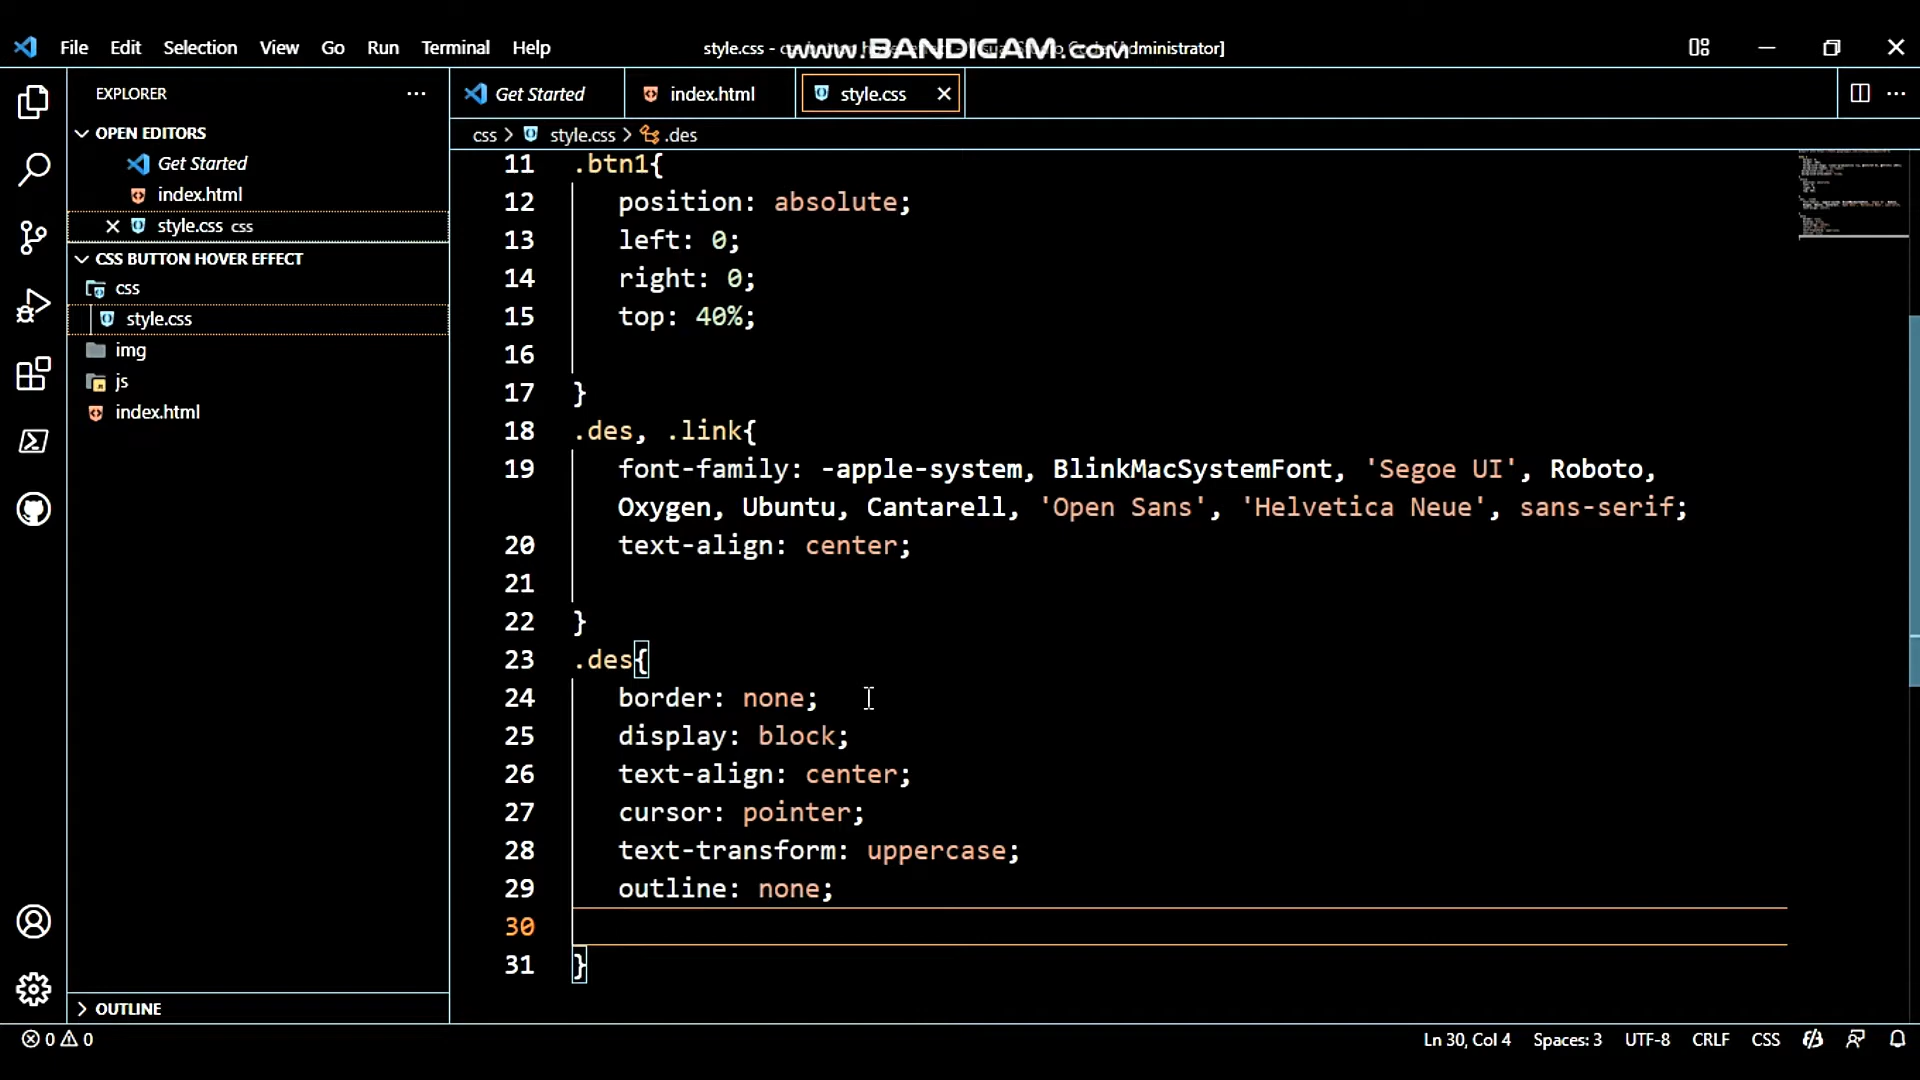 File Edit Selection View Go Run Terminal Help
style.css -
www.BANDICAM.com
[Administrator]
EXPLORER
OPEN EDITORS
Get Started
index.html
style.css css
CSS BUTTON HOVER EFFECT
css
style.css
img
js
index.html
OUTLINE
Get Started index.html style.css
css > style.css > .des
11 .btn1{
12 position: absolute;
13 left: 0;
14 right: 0;
15 top: 40%;
16
17 }
18 .des, .link{
19 font-family: -apple-system, BlinkMacSystemFont, 'Segoe UI', Roboto,
Oxygen, Ubuntu, Cantarell, 'Open Sans', 'Helvetica Neue', sans-serif;
20 text-align: center;
21
22 }
23 .des{
24 border: none;
25 display: block;
26 text-align: center;
27 cursor: pointer;
28 text-transform: uppercase;
29 outline: none;
30
31 }
0 0 Ln 30, Col 4 Spaces: 3 UTF-8 CRLF CSS